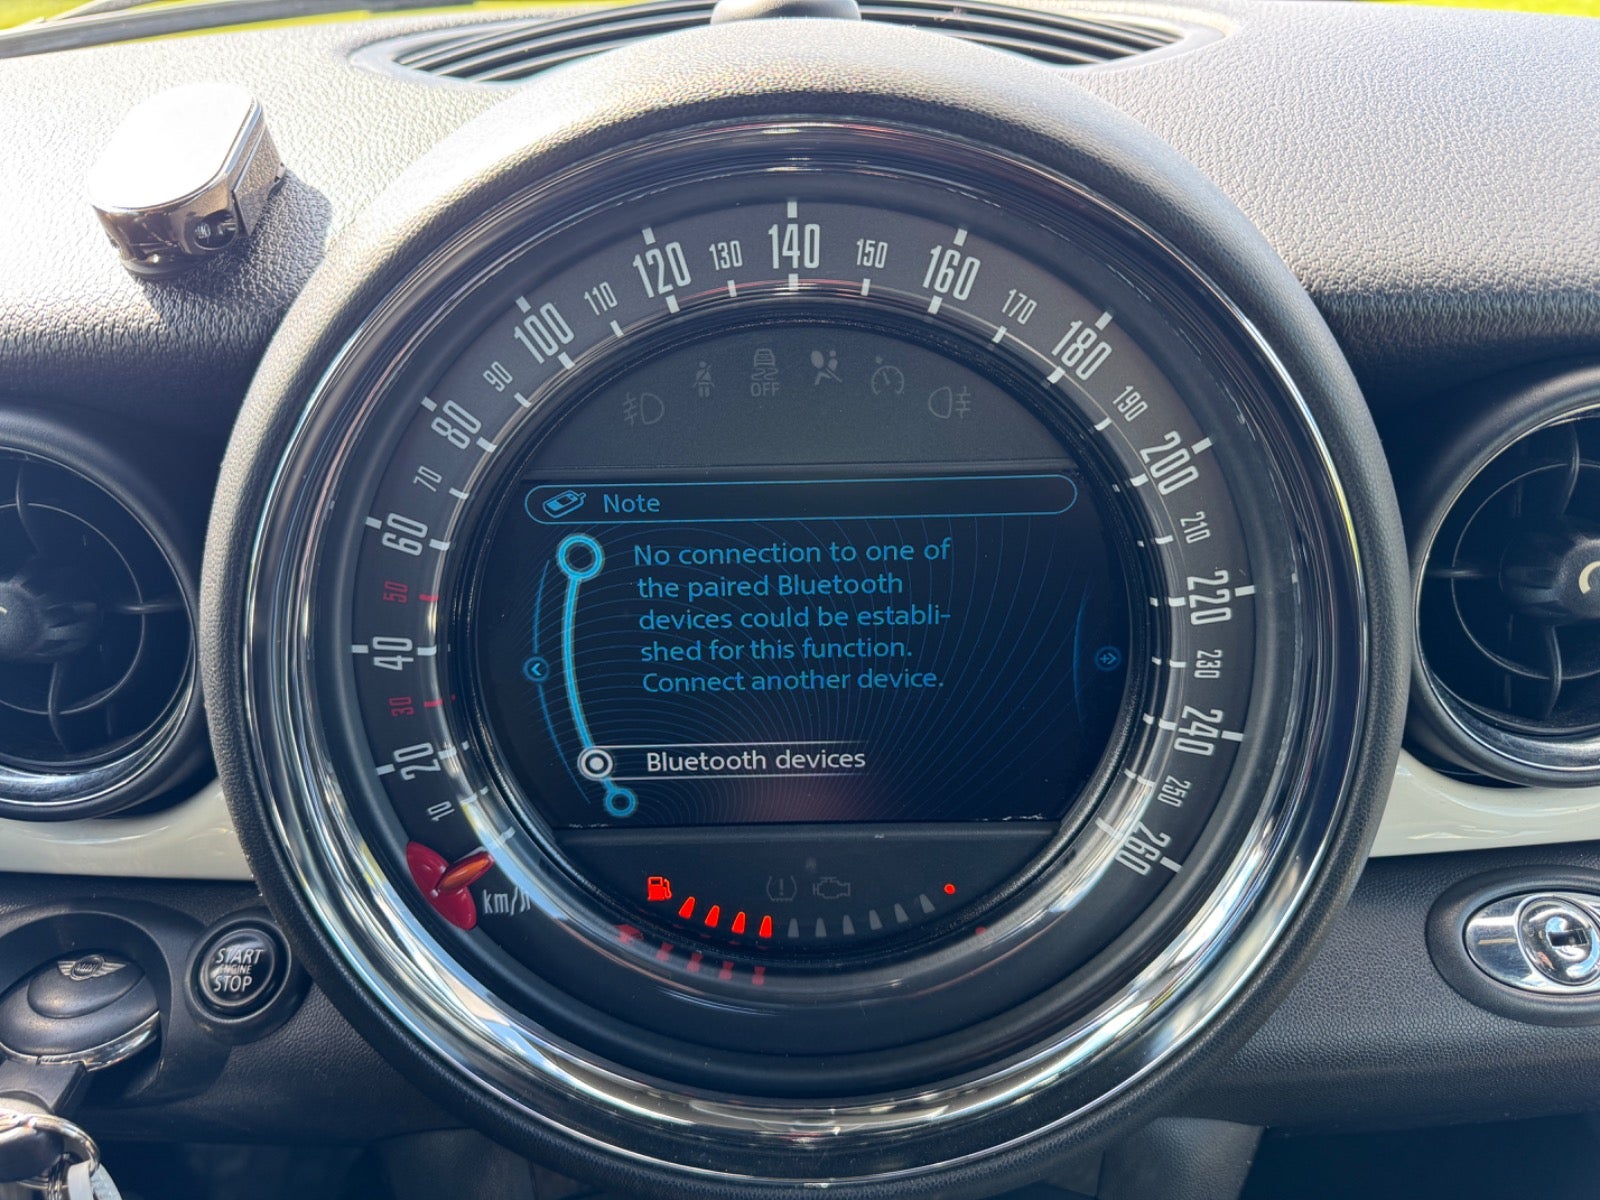 10
20
30
40
50
60
70
80
90
100
110
120
130
140
150
160
170
180
190
200
210
220
230
240
250
260
km/h
OFF
Note
No connection to one of
the paired Bluetooth
devices could be establi-
shed for this function.
Connect another device.
Bluetooth devices
START
ENGINE
STOP